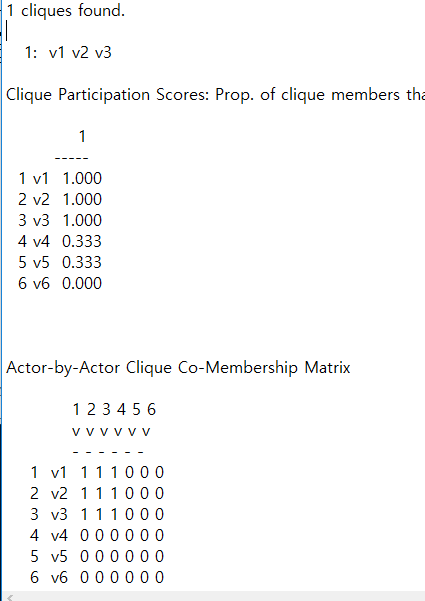 1 cliques found.
1: v1 v2 v3
Clique Participation Scores: Prop. of clique members
1
-----
1 v1 1.000
2 v2 1.000
3 v3 1.000
4 v4 0.333
5 v5 0.333
6 v6 0.000
Actor-by-Actor Clique Co-Membership Matrix
1 2 3 4 5 6
v v v v v v
- - - - - -
1 v1 1 1 1 0 0 0
2 v2 1 1 1 0 0 0
3 v3 1 1 1 0 0 0
4 v4 0 0 0 0 0 0
5 v5 0 0 0 0 0 0
6 v6 0 0 0 0 0 0